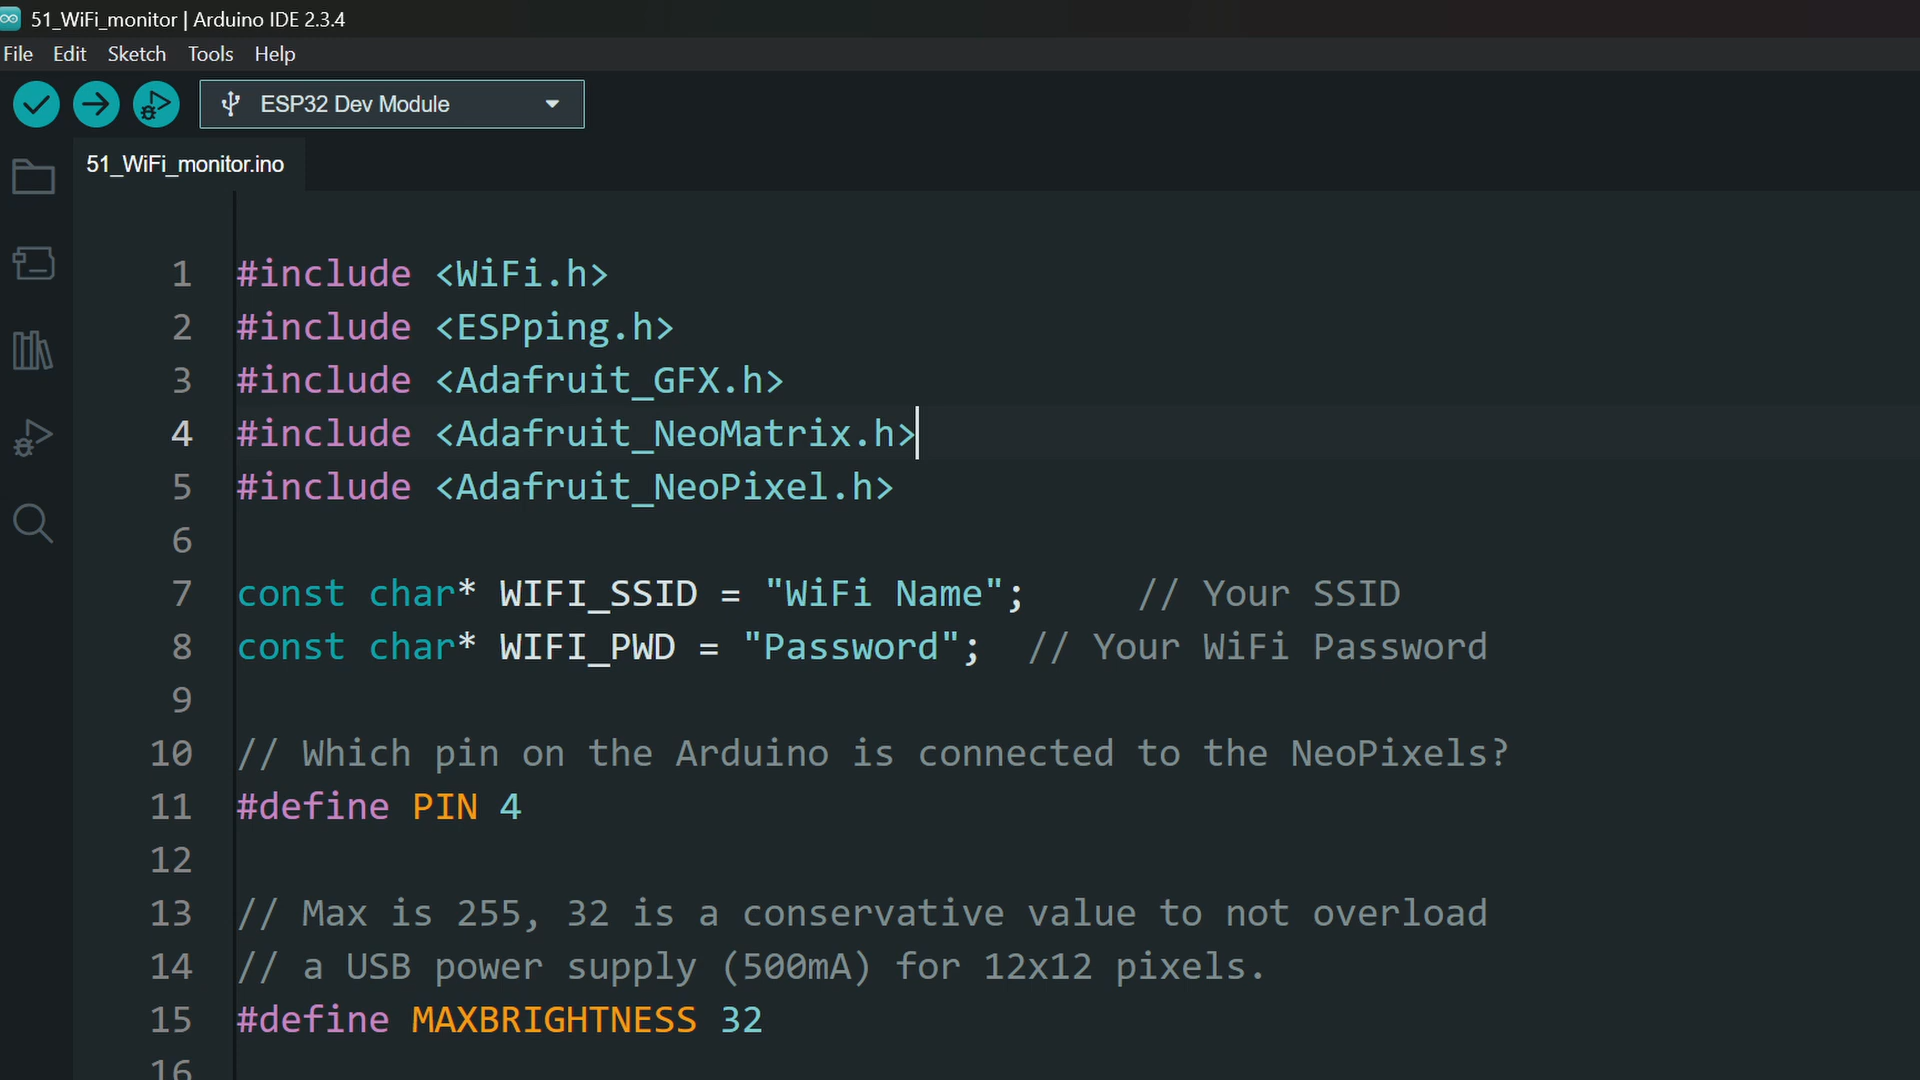 51_WiFi_monitor | Arduino IDE 2.3.4
File Edit Sketch Tools Help
ESP32 Dev Module
51_WiFi_monitor.ino
1 #include <WiFi.h>
2 #include <ESPping.h>
3 #include <Adafruit_GFX.h>
4 #include <Adafruit_NeoMatrix.h>
5 #include <Adafruit_NeoPixel.h>
6
7 const char* WIFI_SSID = "WiFi Name";     // Your SSID
8 const char* WIFI_PWD = "Password";  // Your WiFi Password
9
10 // Which pin on the Arduino is connected to the NeoPixels?
11 #define PIN 4
12
13 // Max is 255, 32 is a conservative value to not overload
14 // a USB power supply (500mA) for 12x12 pixels.
15 #define MAXBRIGHTNESS 32
16